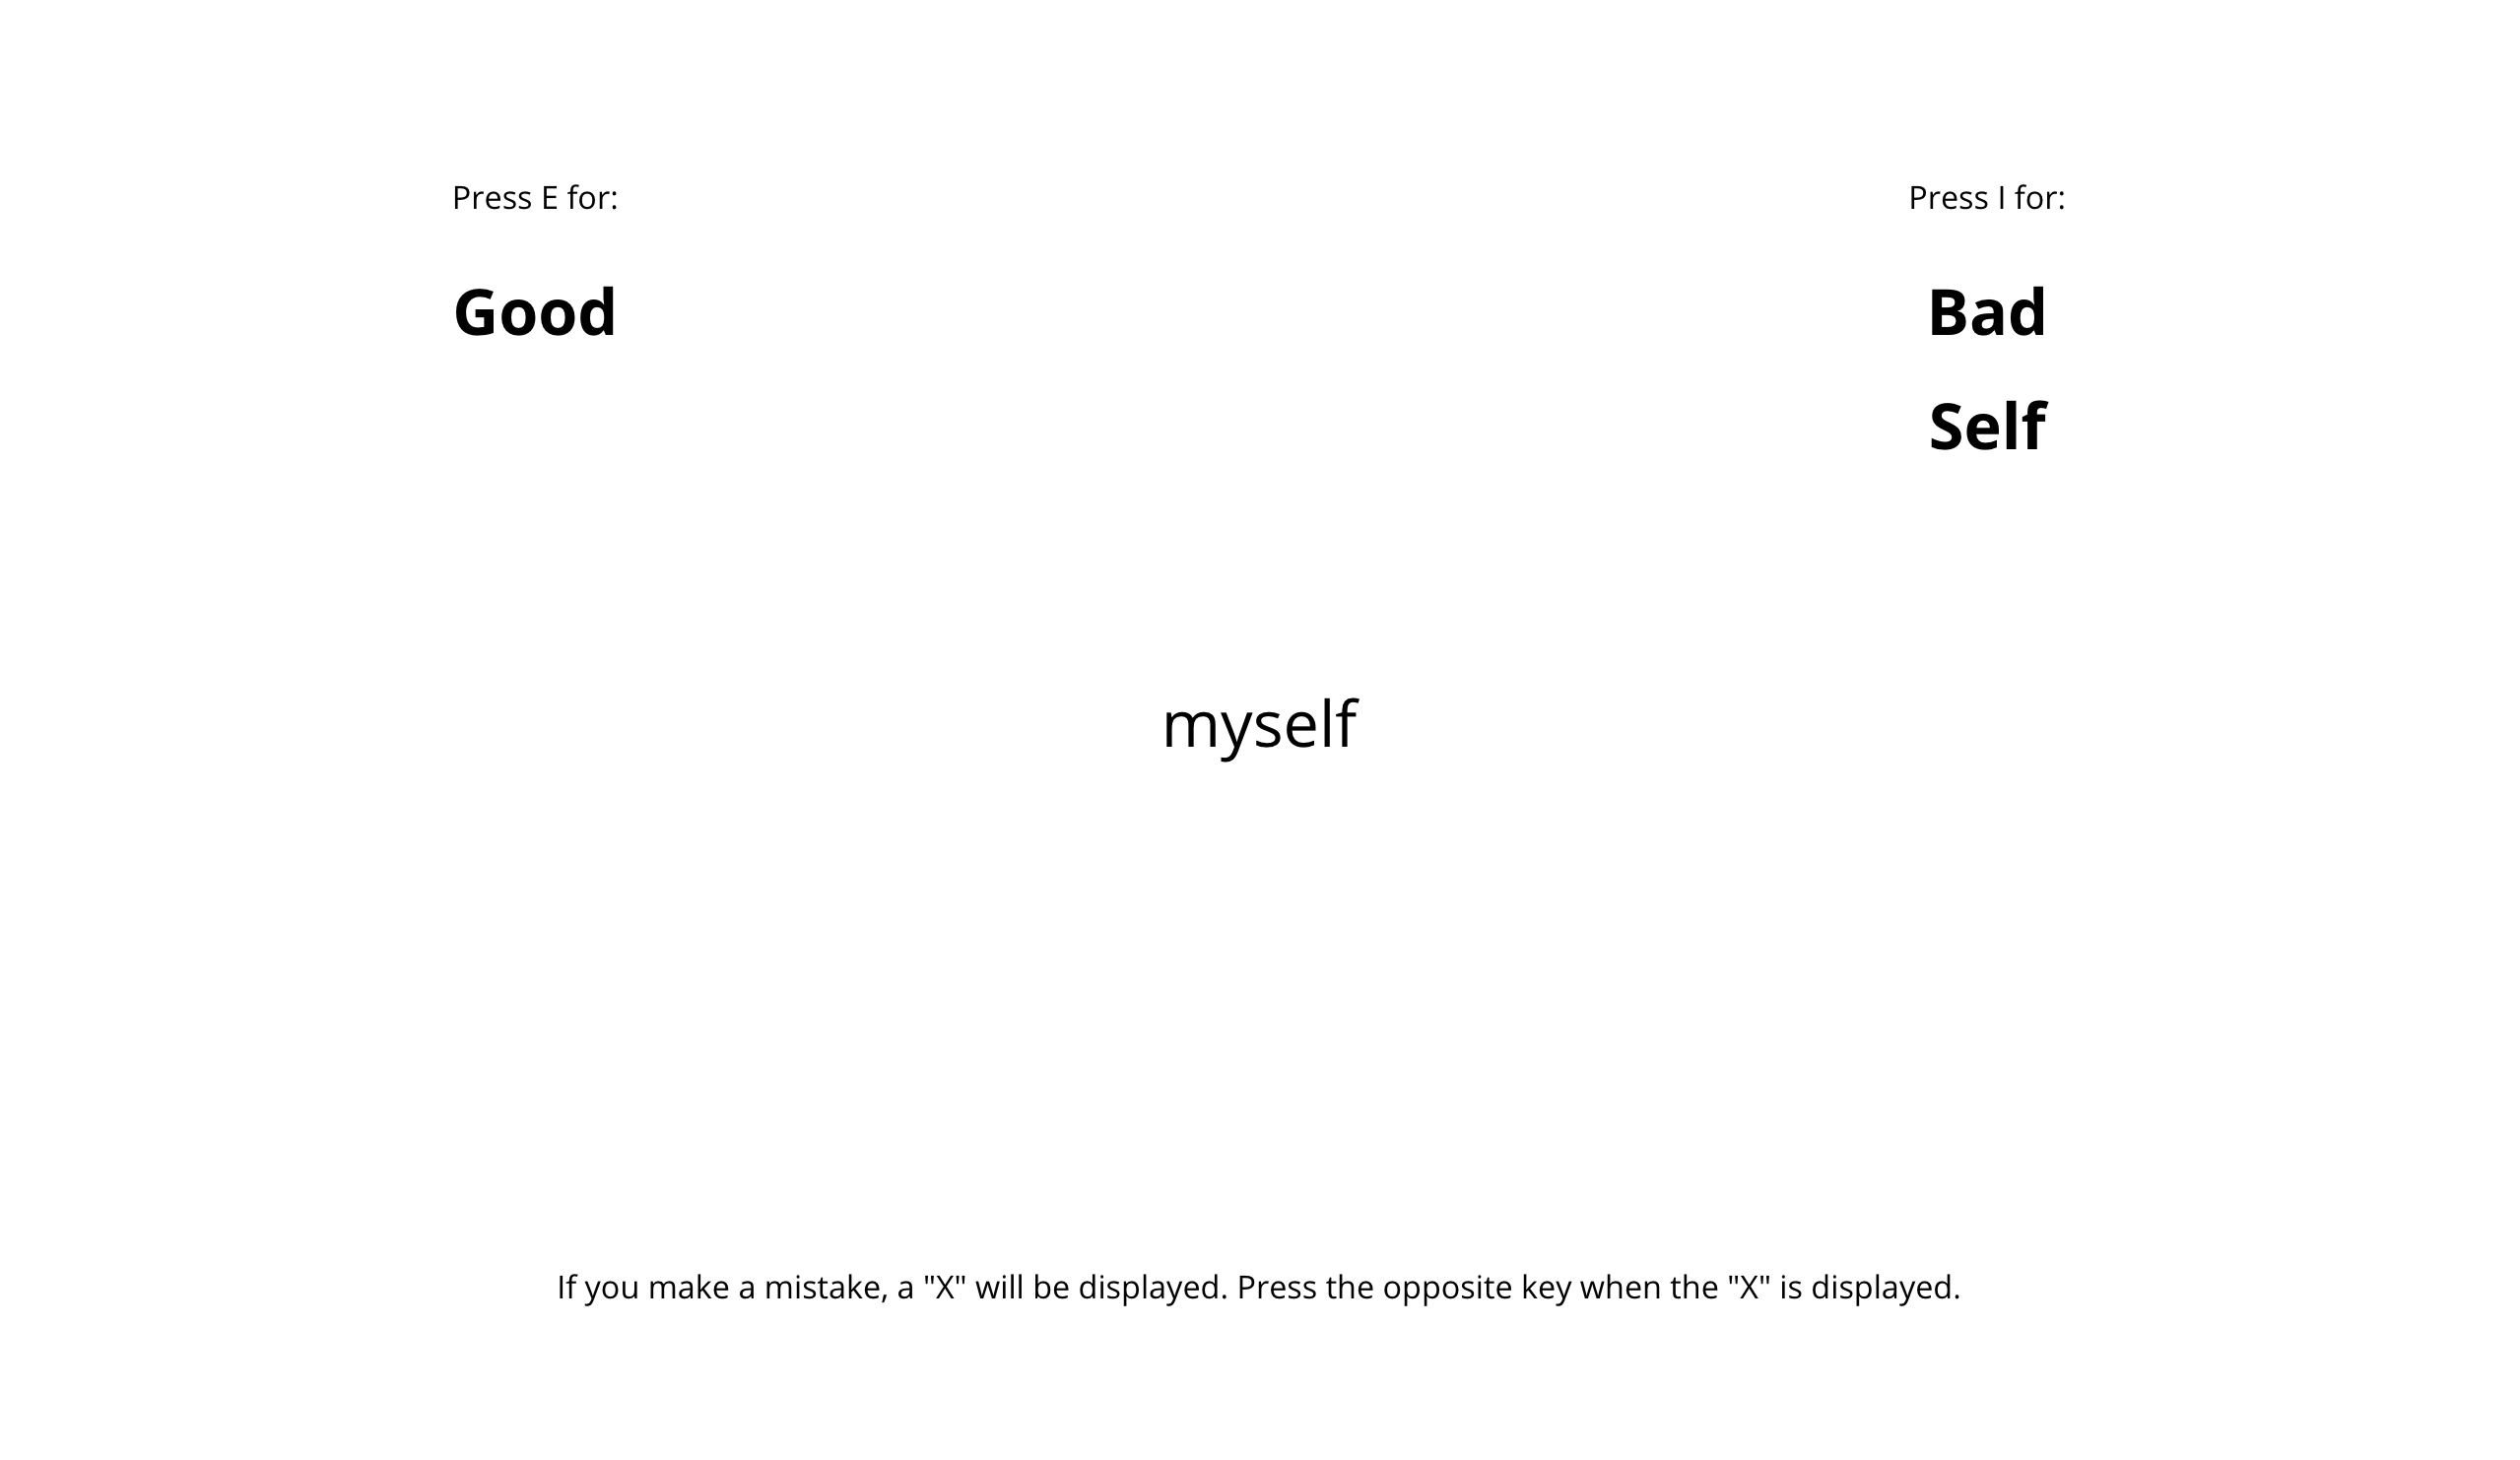 Press E for:
Press I for:
Good
Bad
Self
myself
If you make a mistake, a "X" will be displayed. Press the opposite key when the "X" is displayed.